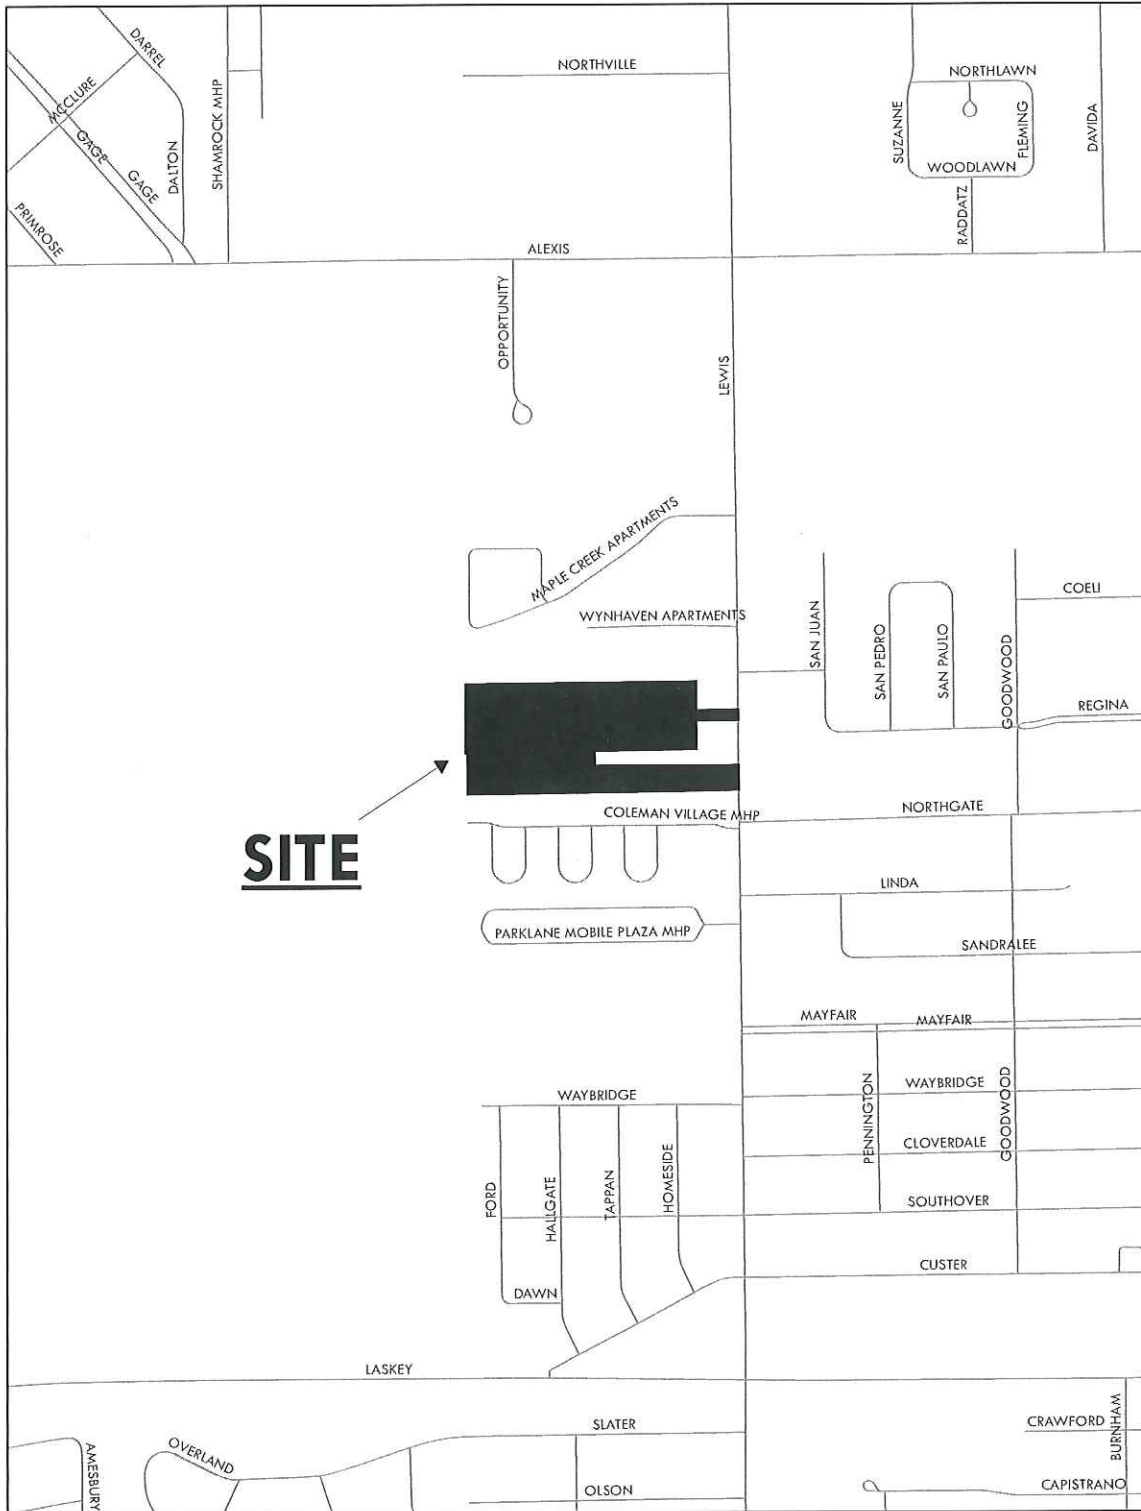 DARREL
MCCLURE
GAGE
GAGE
DALTON
SHAMROCK MHP
PRIMROSE
NORTHVILLE
NORTHLAWN
SUZANNE
FLEMING
DAVIDA
WOODLAWN
RADDATZ
ALEXIS
OPPORTUNITY
LEWIS
MAPLE CREEK APARTMENTS
WYNHAVEN APARTMENTS
SAN JUAN
SAN PEDRO
SAN PAULO
GOODWOOD
COELI
REGINA
SITE
COLEMAN VILLAGE MHP
NORTHGATE
LINDA
PARKLANE MOBILE PLAZA MHP
SANDRALEE
MAYFAIR
MAYFAIR
WAYBRIDGE
WAYBRIDGE
PENNINGTON
GOODWOOD
CLOVERDALE
FORD
HALLGATE
TAPPAN
HOMESIDE
SOUTHOVER
CUSTER
DAWN
LASKEY
SLATER
OVERLAND
AMESBURY
OLSON
CRAWFORD
BURNHAM
CAPISTRANO